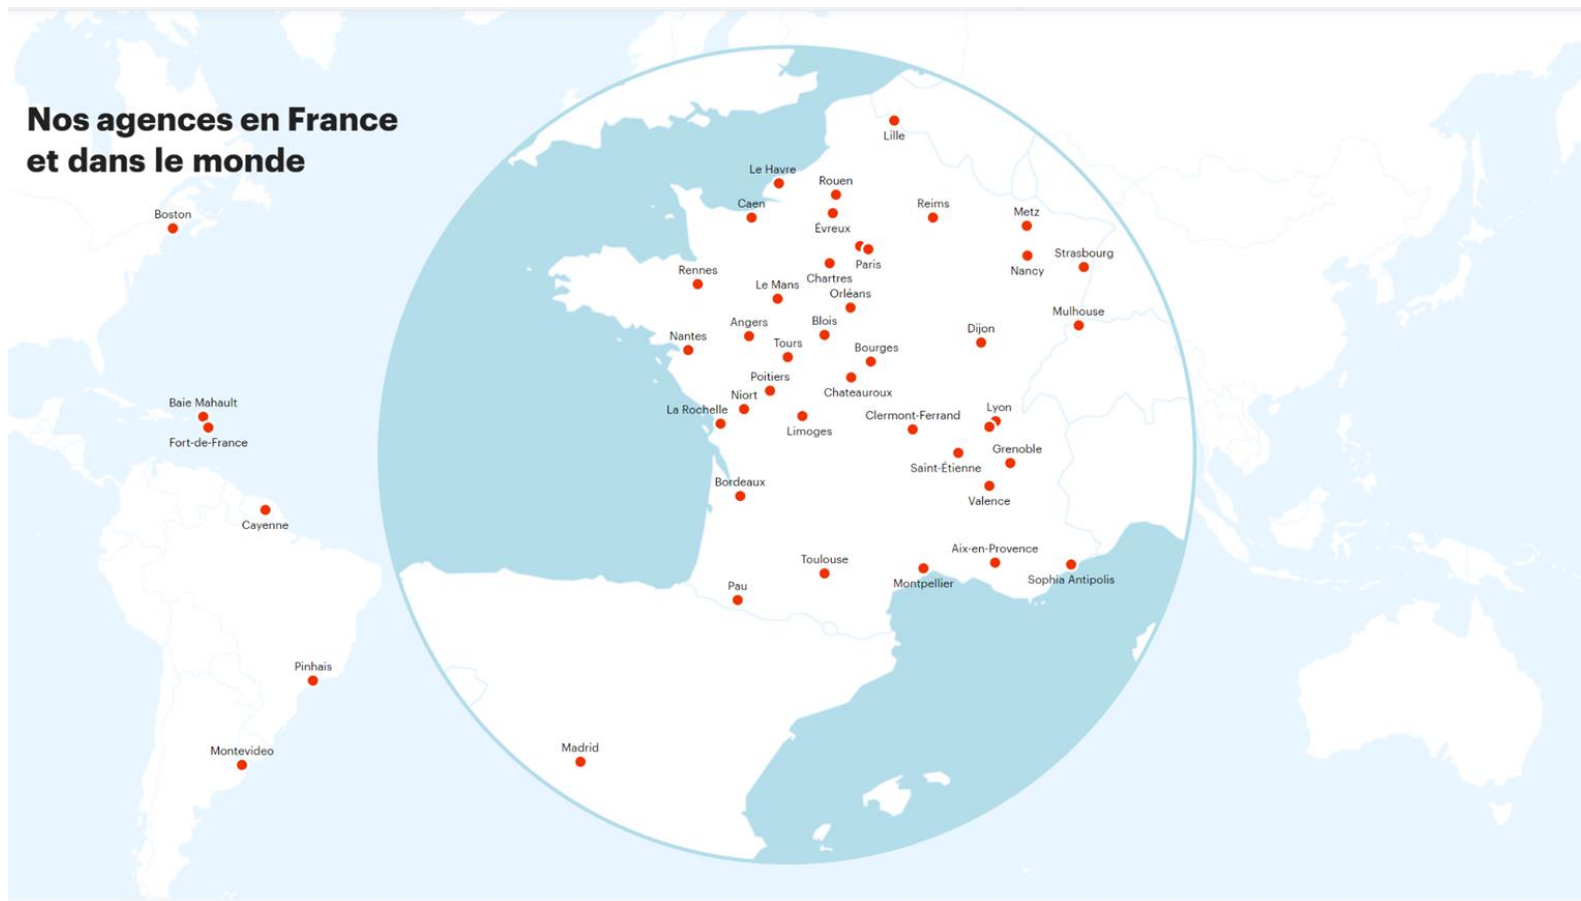 Nos agences en France
et dans le monde
Lille
Le Havre
Rouen
Caen
Reims
Évreux
Metz
Boston
Paris
Nancy
Strasbourg
Rennes
Chartres
Le Mans
Orléans
Mulhouse
Angers
Blois
Dijon
Nantes
Tours
Bourges
Poitiers
Chateauroux
Niort
Baie Mahault
La Rochelle
Clermont-Ferrand
Lyon
Limoges
Fort-de-France
Grenoble
Saint-Étienne
Bordeaux
Valence
Cayenne
Aix-en-Provence
Toulouse
Sophia Antipolis
Montpellier
Pau
Pinhais
Madrid
Montevideo